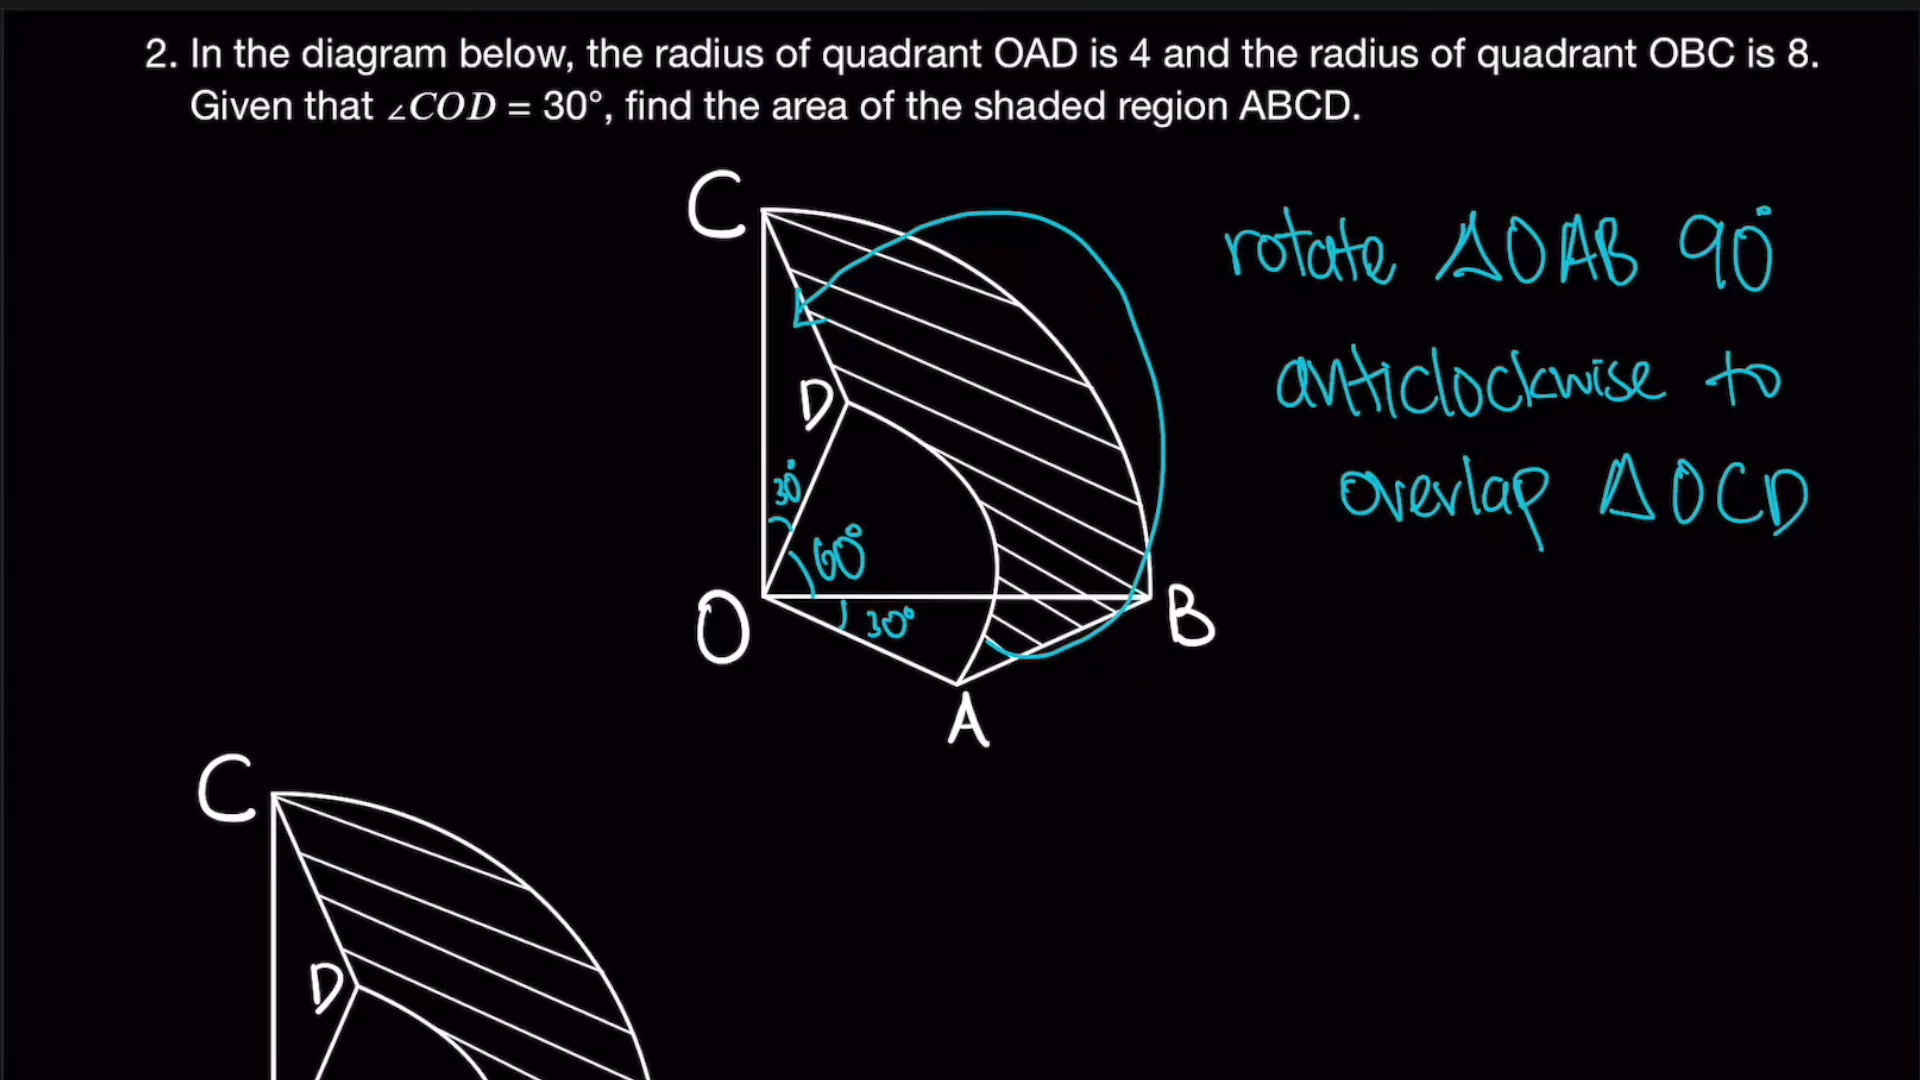 2. In the diagram below, the radius of quadrant OAD is 4 and the radius of quadrant OBC is 8.
Given that ∠COD = 30°, find the area of the shaded region ABCD.
C
rotate △OAB 90°
anticlockwise to
D
overlap △OCD
30°
60°
O
30°
B
A
C
D